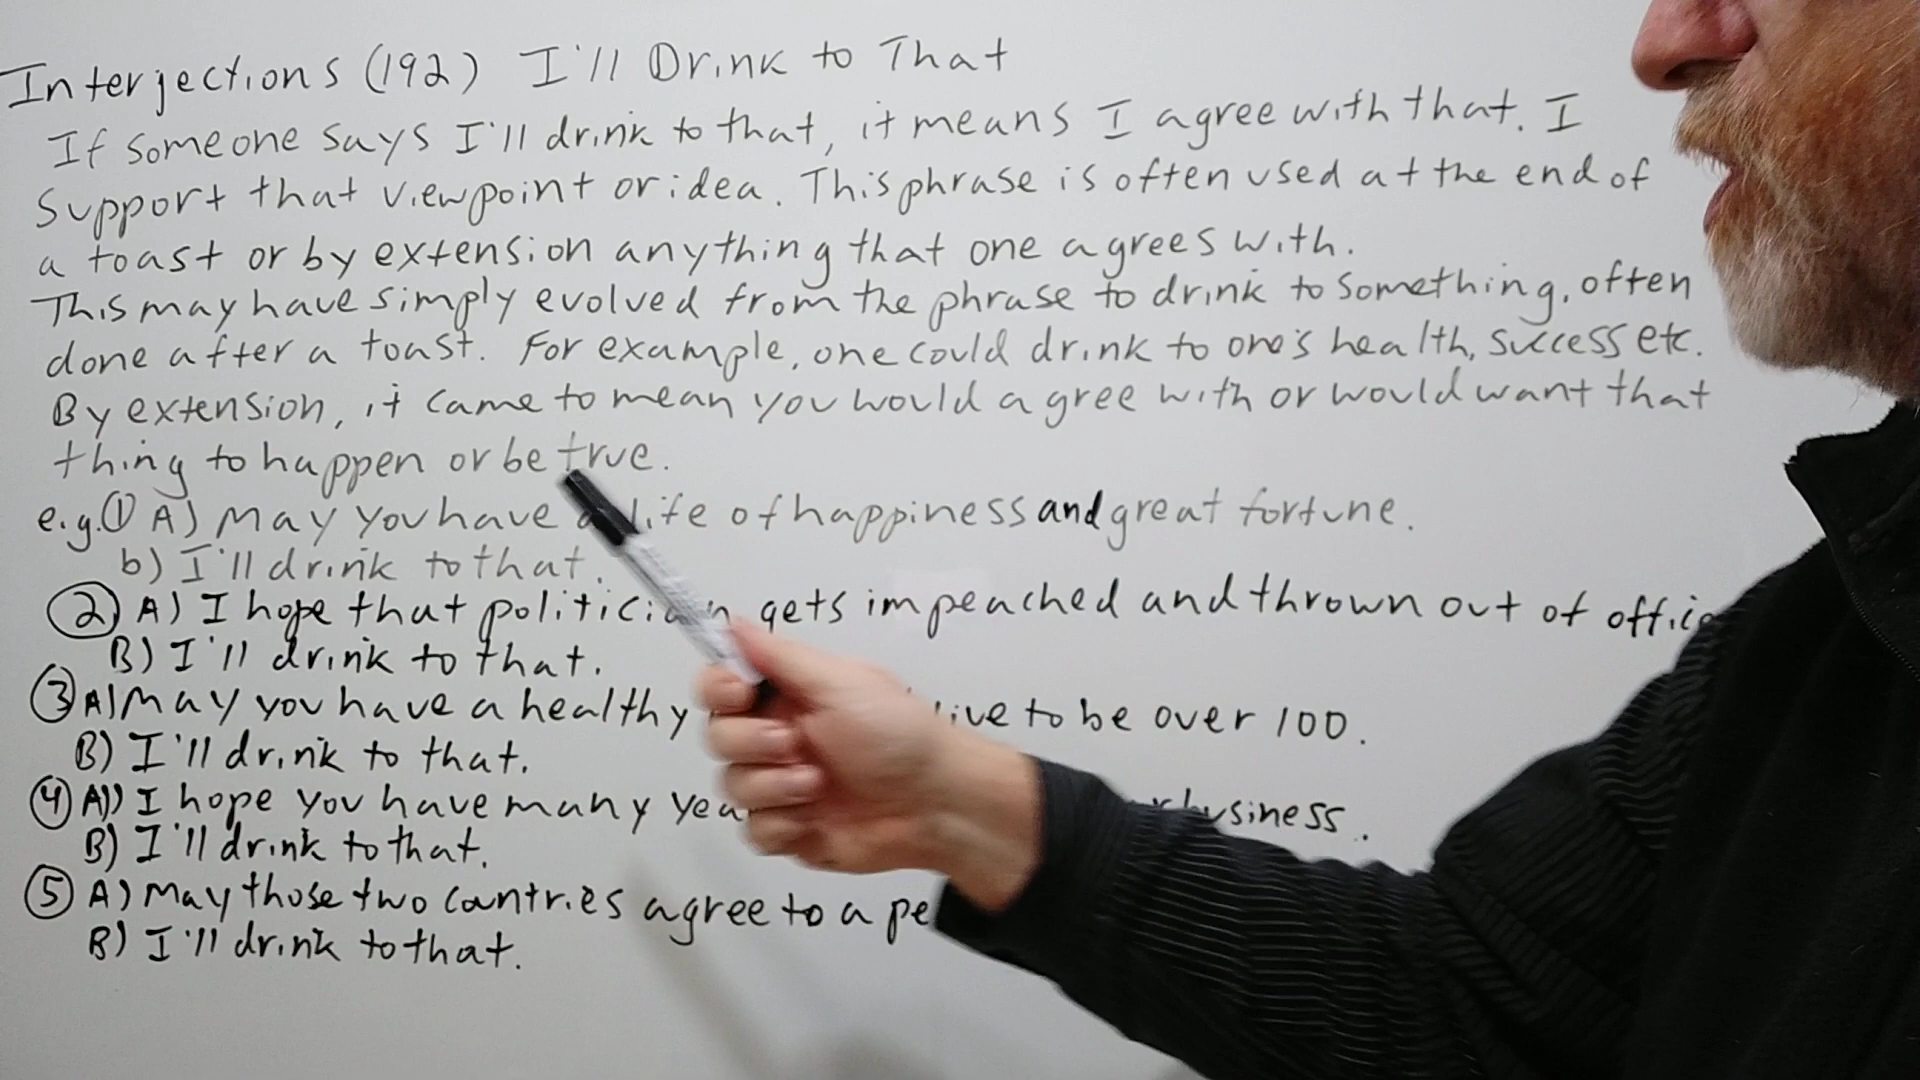 Interjections (192) I'll Drink to That
If someone says I'll drink to that, it means I agree with that. I
support that viewpoint or idea. This phrase is often used at the end of
a toast or by extension anything that one agrees with.
This may have simply evolved from the phrase to drink to something, often
done after a toast. For example, one could drink to one's health, success etc.
By extension, it came to mean you would agree with or would want that
thing to happen or be true.
e.g. ① A) May you have a life of happiness and great fortune.
b) I'll drink to that.
② A) I hope that politician gets impeached and thrown out of
B) I'll drink to that.
③ A) May you have a healthy live to be over 100.
B) I'll drink to that.
④ A)) I hope you have many business.
B) I'll drink to that.
⑤ A) May those two countries agree to a
B) I'll drink to that.